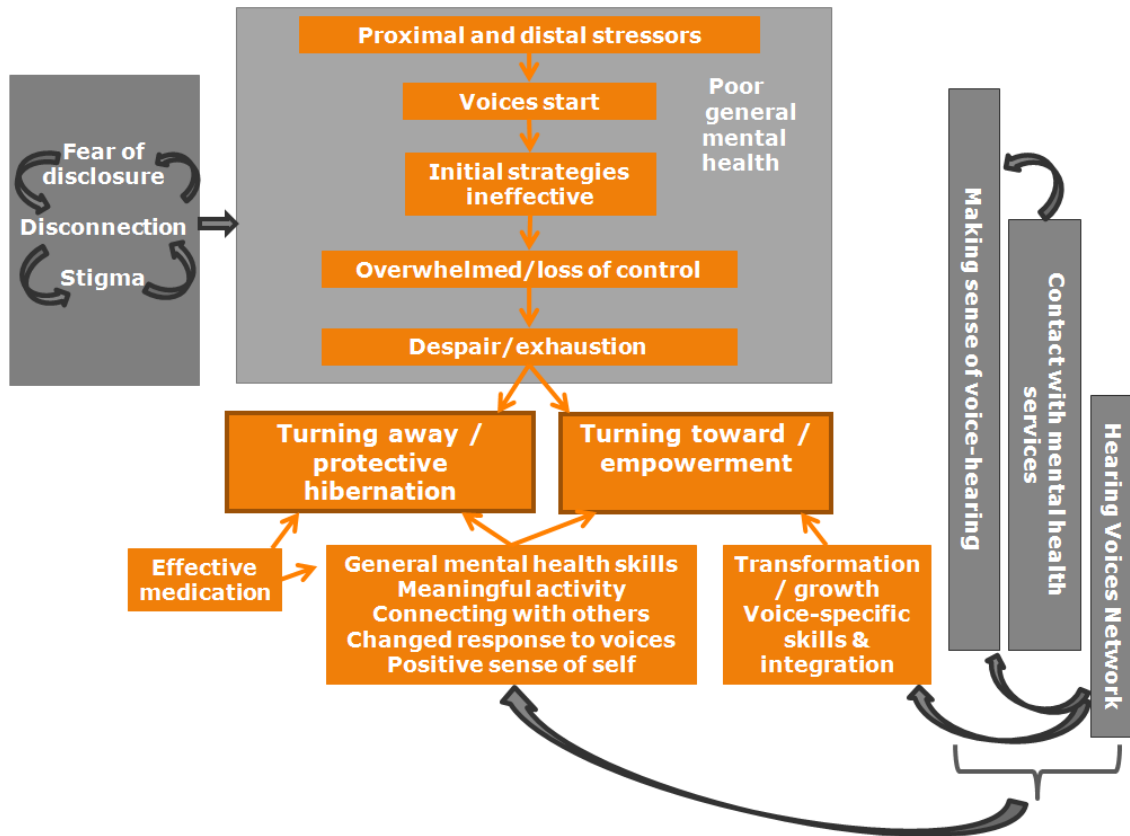 Proximal and distal stressors
Voices start
Poor
general
mental
health
Initial strategies
ineffective
Overwhelmed/loss of control
Despair/exhaustion
Fear of
disclosure
Disconnection
Stigma
Turning away /
protective
hibernation
Turning toward /
empowerment
Effective
medication
General mental health skills
Meaningful activity
Connecting with others
Changed response to voices
Positive sense of self
Transformation
/ growth
Voice-specific
skills &
integration
Making sense of voice-hearing
Contact with mental health
services
Hearing Voices Network